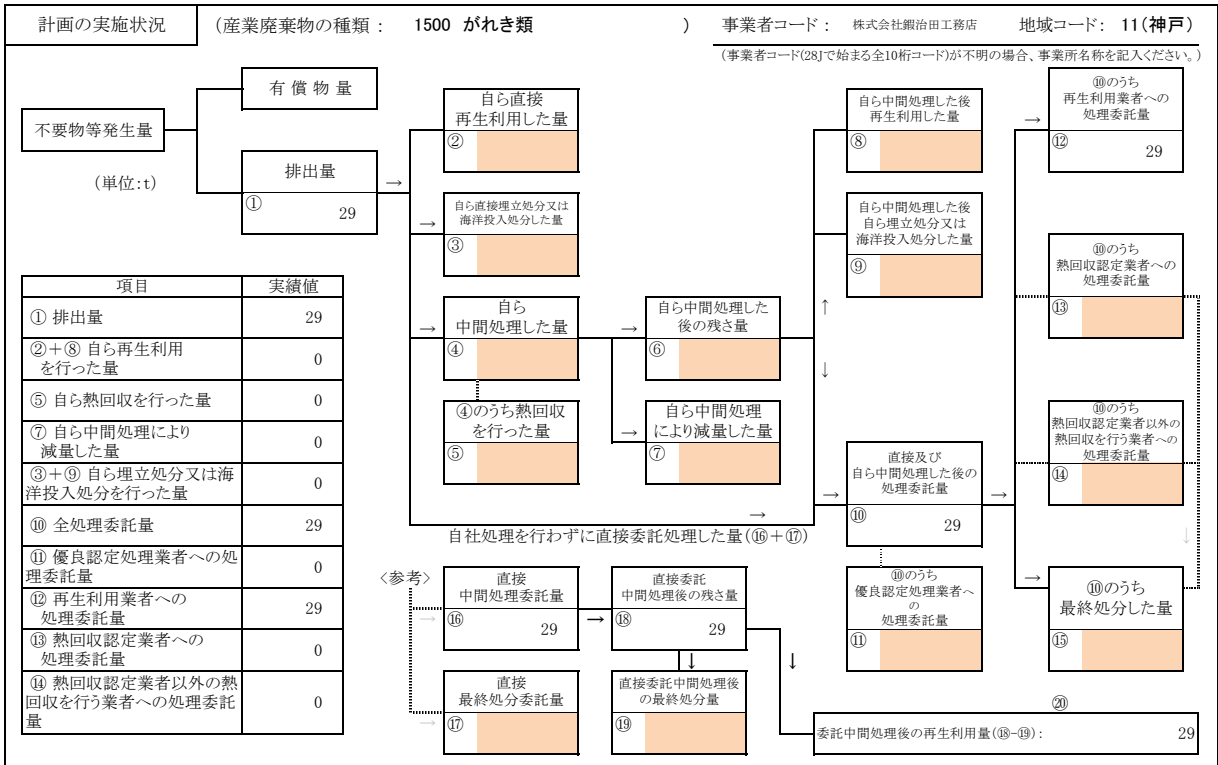 計画の実施状況
(産業廃棄物の種類： 1500 がれき類 )
事業者コード： 株式会社鍜治田工務店 地域コード： 11(神戸)
(事業者コード(28Jで始まる全10桁コード)が不明の場合、事業所名称を記入ください。)
不要物等発生量
(単位:t)
有償物量
排出量
①
29
→
自ら直接
再生利用した量
②
→
自ら直接埋立処分又は
海洋投入処分した量
③
→
自ら
中間処理した量
④
④のうち熱回収
を行った量
⑤
→
自ら中間処理した
後の残さ量
⑥
→
自ら中間処理
により減量した量
⑦
自ら中間処理した後
再生利用した量
⑧
自ら中間処理した後
自ら埋立処分又は
海洋投入処分した量
⑨
↑
↓
→
直接及び
自ら中間処理した後の
処理委託量
⑩
29
→
⑩のうち
優良認定処理業者へ
の
処理委託量
⑪
→
⑩のうち
再生利用業者への
処理委託量
⑫
29
⑩のうち
熱回収認定業者への
処理委託量
⑬
⑩のうち
熱回収認定業者以外の
熱回収を行う業者への
処理委託量
⑭
↓
→
⑩のうち
最終処分した量
⑮
→
自社処理を行わずに直接委託処理した量(⑯＋⑰)
〈参考〉
→
直接
中間処理委託量
⑯
29
→
直接委託
中間処理後の残さ量
⑱
29
→
直接
最終処分委託量
⑰
↓
直接委託中間処理後
の最終処分量
⑲
↓
⑳
委託中間処理後の再生利用量(⑱-⑲)： 29
項目 実績値
① 排出量 29
②＋⑧ 自ら再生利用
を行った量 0
⑤ 自ら熱回収を行った量 0
⑦ 自ら中間処理により
減量した量 0
③＋⑨ 自ら埋立処分又は海
洋投入処分を行った量 0
⑩ 全処理委託量 29
⑪ 優良認定処理業者への処
理委託量 0
⑫ 再生利用業者への
処理委託量 29
⑬ 熱回収認定業者への
処理委託量 0
⑭ 熱回収認定業者以外の熱
回収を行う業者への処理委託
量 0